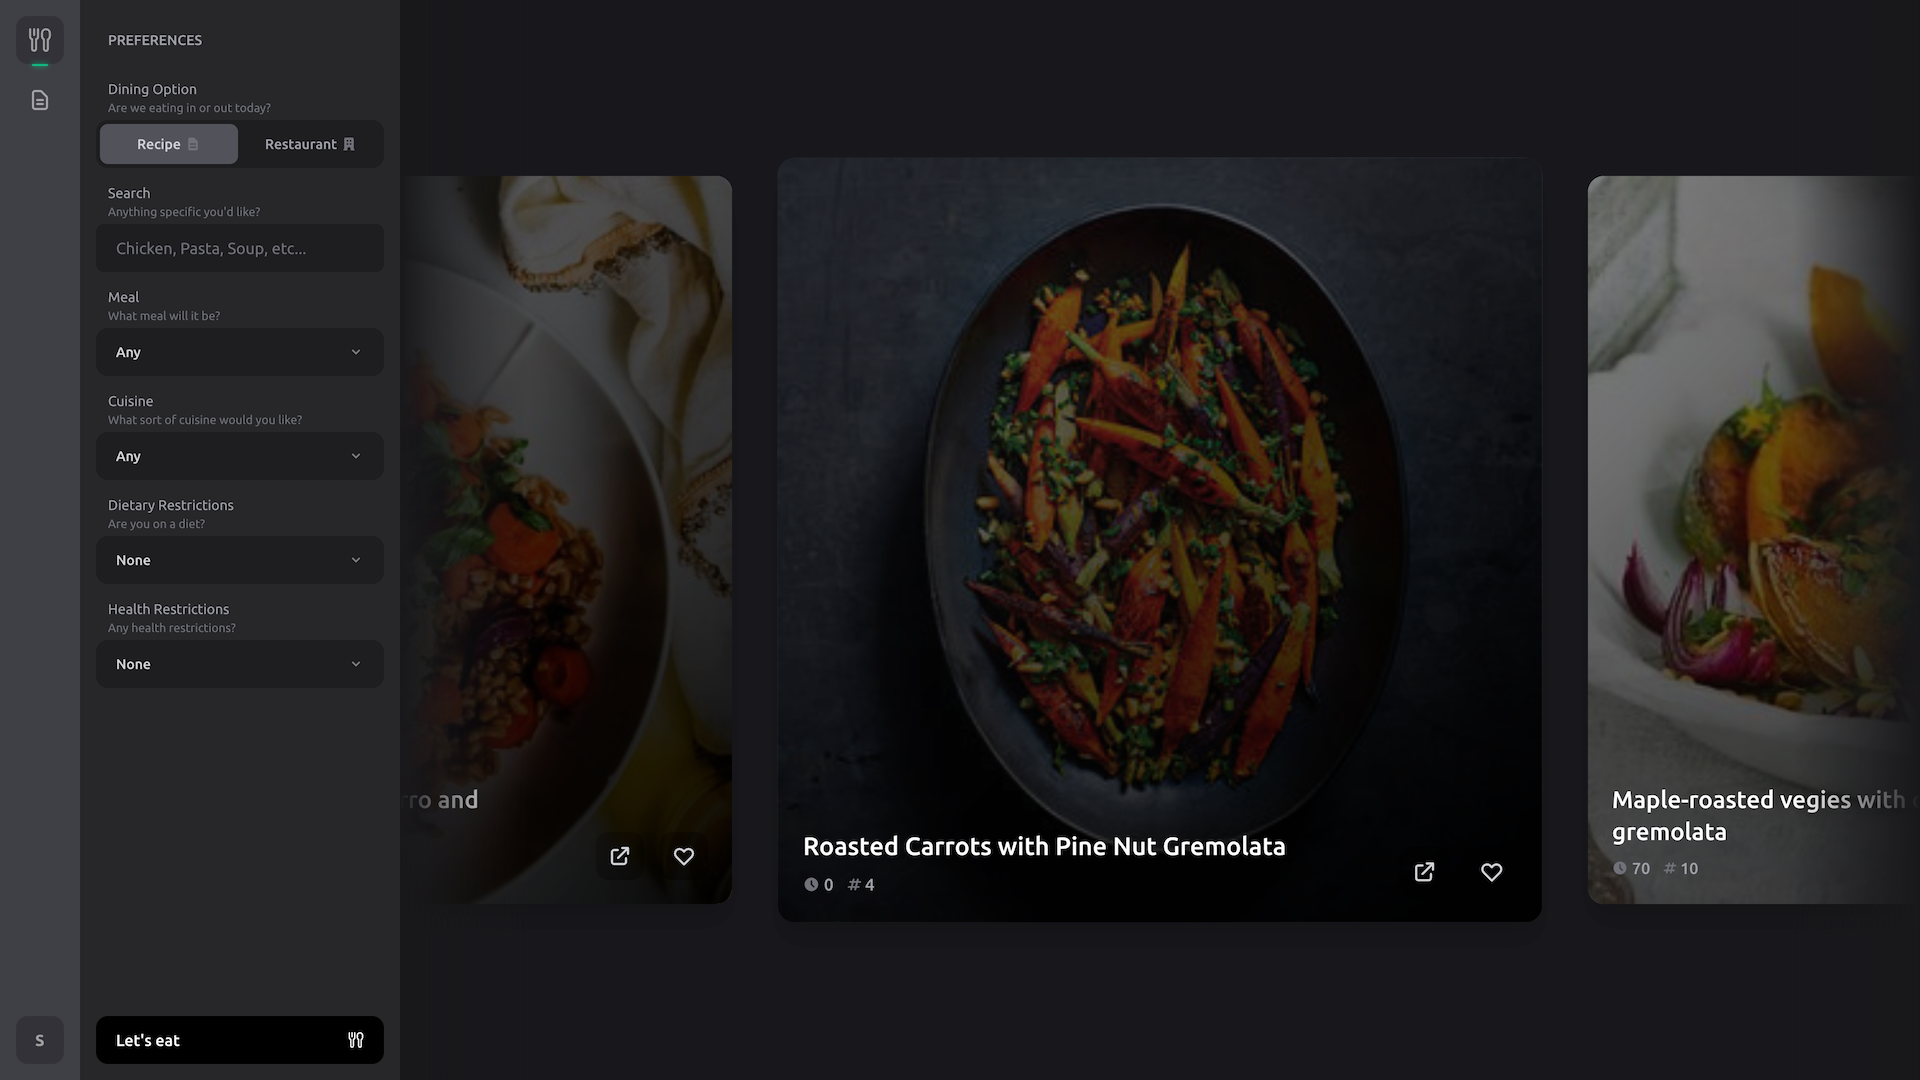 PREFERENCES
Dining Option
Are we eating in or out today?
Recipe
Restaurant
Search
Anything specific you'd like?
Chicken, Pasta, Soup, etc...
Meal
What meal will it be?
Any
Cuisine
What sort of cuisine would you like?
Any
Dietary Restrictions
Are you on a diet?
None
Health Restrictions
Any health restrictions?
None
S
Let's eat
rro and
Roasted Carrots with Pine Nut Gremolata
0 # 4
Maple-roasted vegies with
gremolata
70 # 10